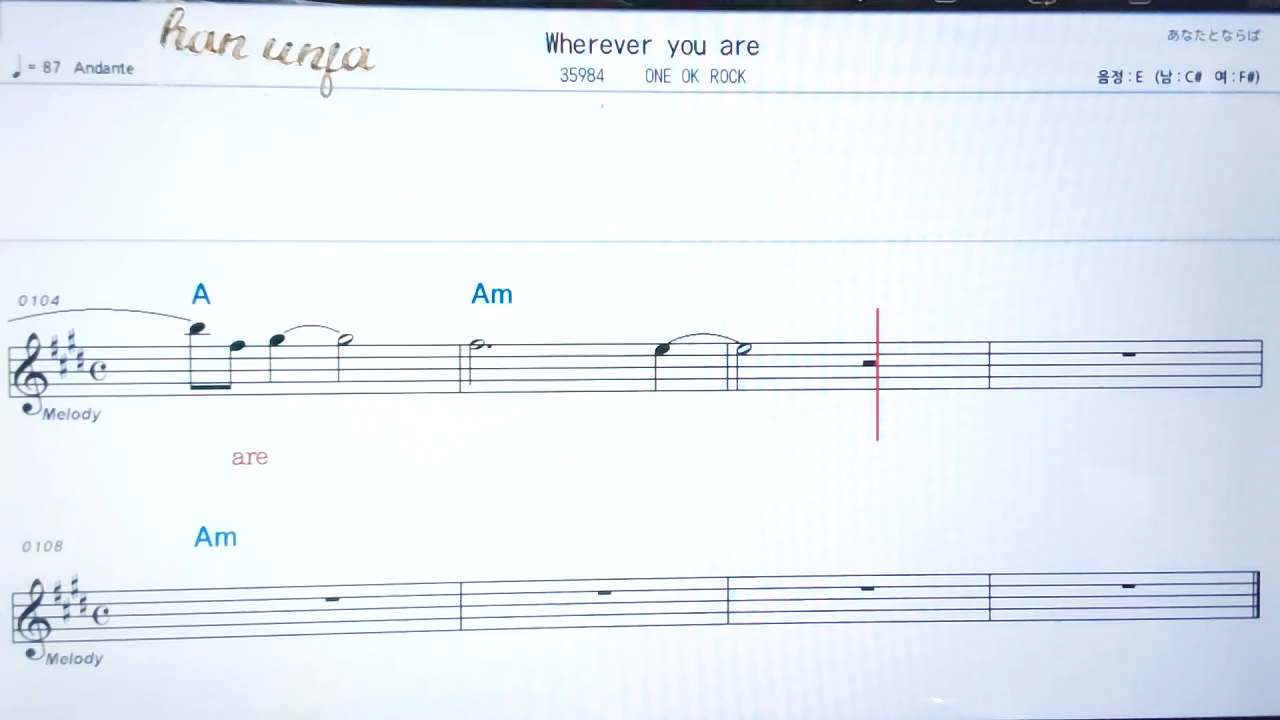 han unja
Wherever you are
あなたとならば
♩= 87 Andante
35984 ONE OK ROCK
음정:E (남:C# 여:F#)
0104
A
Am
Melody
are
0108
Am
Melody